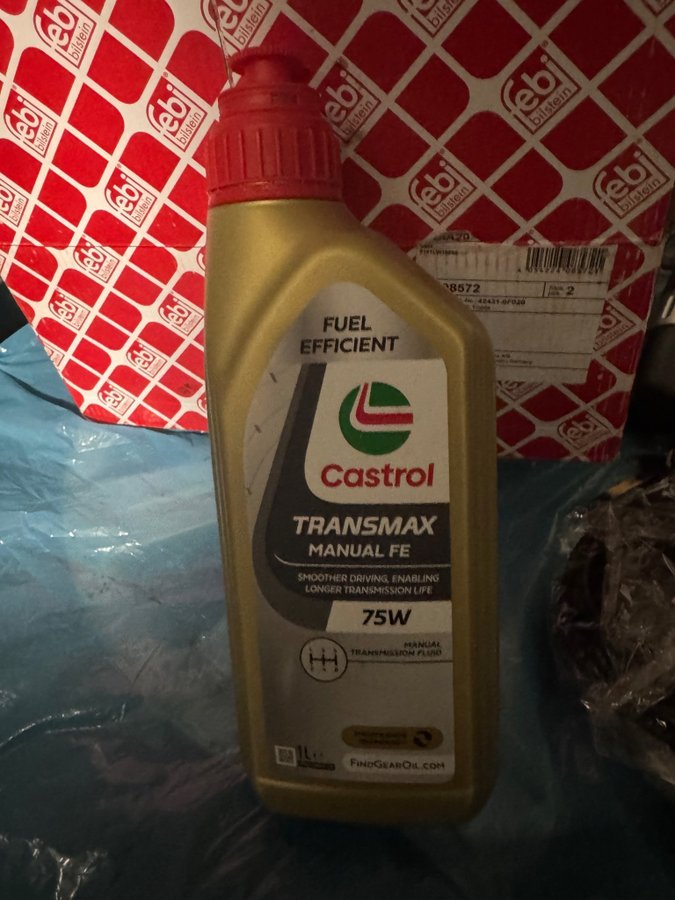 febi
bilstein
08572
42431-0F020
2
FUEL
EFFICIENT
Castrol
TRANSMAX
MANUAL FE
SMOOTHER DRIVING, ENABLING
LONGER TRANSMISSION LIFE
75W
MANUAL
TRANSMISSION FLUID
1L
FINDGEAROIL.COM